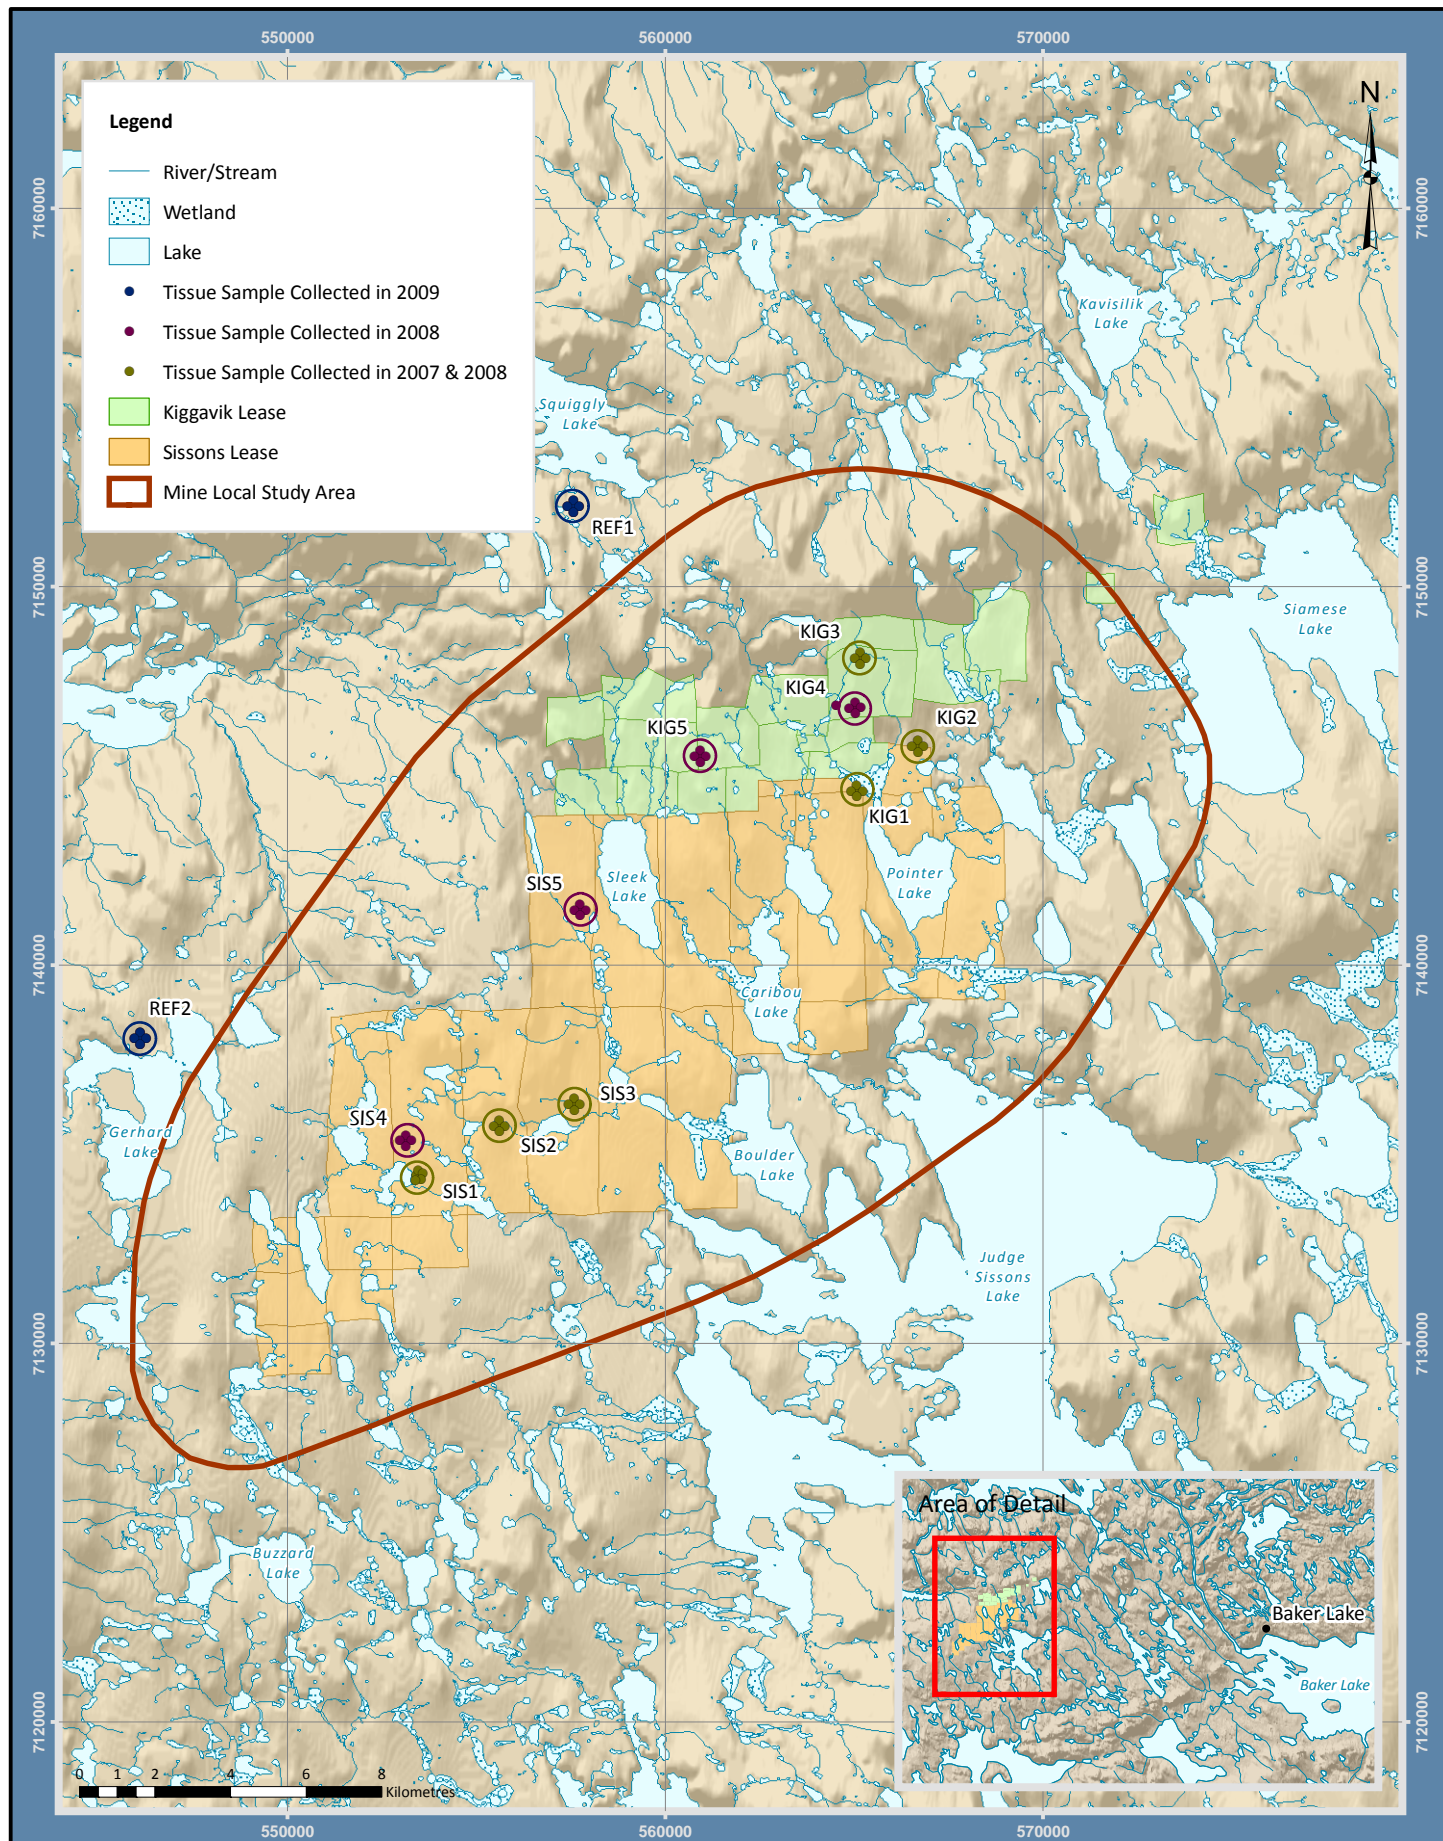 550000
560000
570000
N
Legend
River/Stream
Wetland
Lake
Tissue Sample Collected in 2009
Tissue Sample Collected in 2008
Tissue Sample Collected in 2007 & 2008
Kiggavik Lease
Sissons Lease
Mine Local Study Area
7160000
7160000
Kavisilik
Lake
Squiggly
Lake
REF1
7150000
7150000
Siamese
Lake
KIG3
KIG4
KIG5
KIG2
KIG1
Sleek
Lake
Pointer
Lake
SIS5
7140000
7140000
Caribou
Lake
REF2
SIS3
SIS4
SIS2
Gerhard
Lake
Boulder
Lake
SIS1
Judge
Sissons
Lake
7130000
7130000
Area of Detail
Buzzard
Lake
Baker Lake
Baker Lake
7120000
7120000
0 1 2 4 6 8
Kilometres
550000
560000
570000